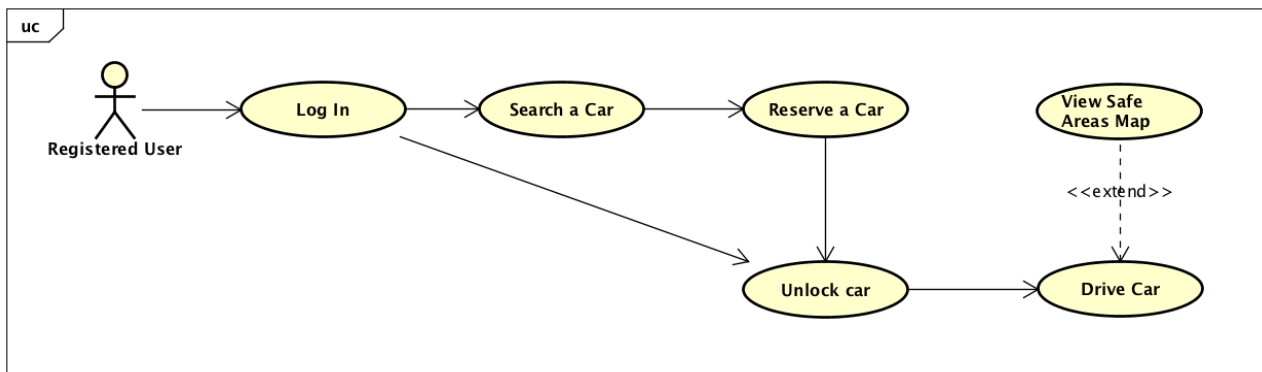 uc
Log In
Search a Car
Reserve a Car
View Safe
Areas Map
Registered User
<<extend>>
Unlock car
Drive Car